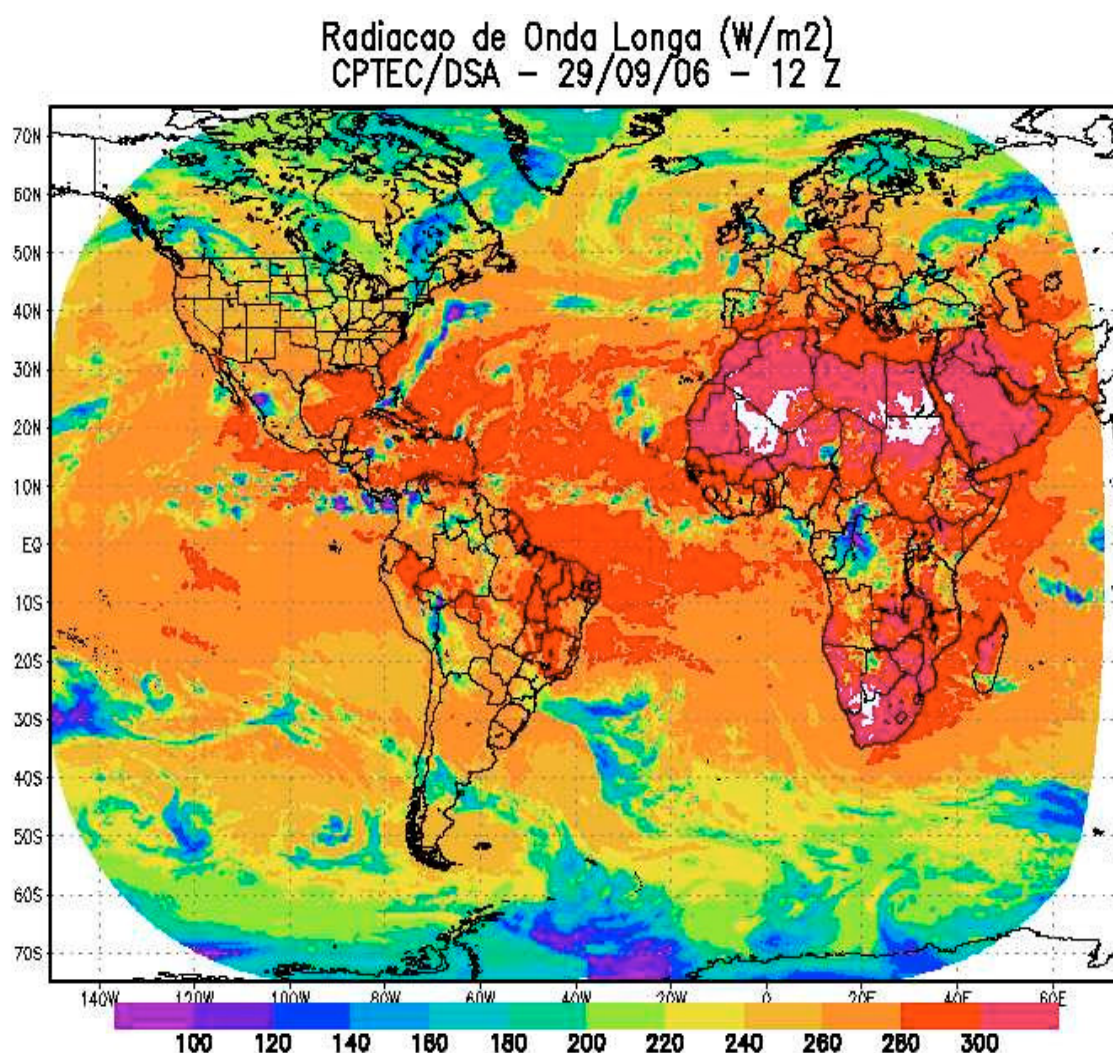 Radiacao de Onda Longa (W/m2)
CPTEC/DSA - 29/09/06 - 12 Z
70N
60N
50N
40N
30N
20N
10N
EQ
10S
20S
30S
40S
50S
60S
70S
140W 120W 100W 80W 60W 40W 20W 0 20E 40E 60E
100 120 140 160 180 200 220 240 260 280 300